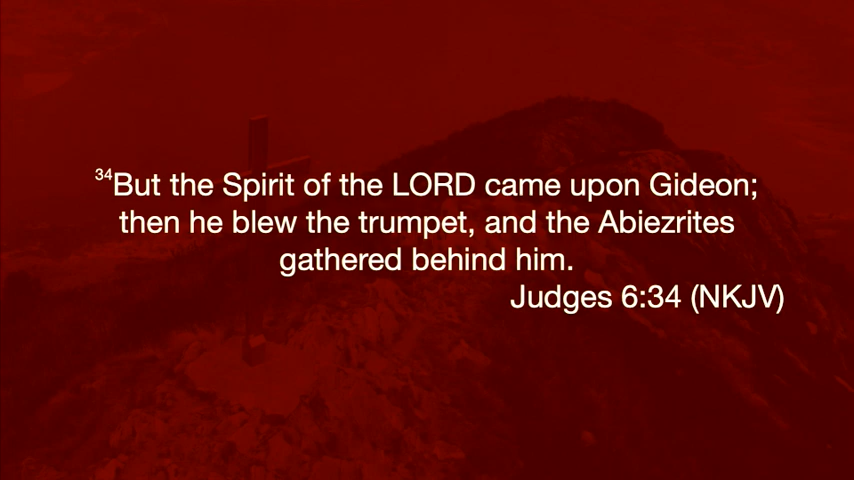 34But the Spirit of the LORD came upon Gideon;
then he blew the trumpet, and the Abiezrites
gathered behind him.
Judges 6:34 (NKJV)